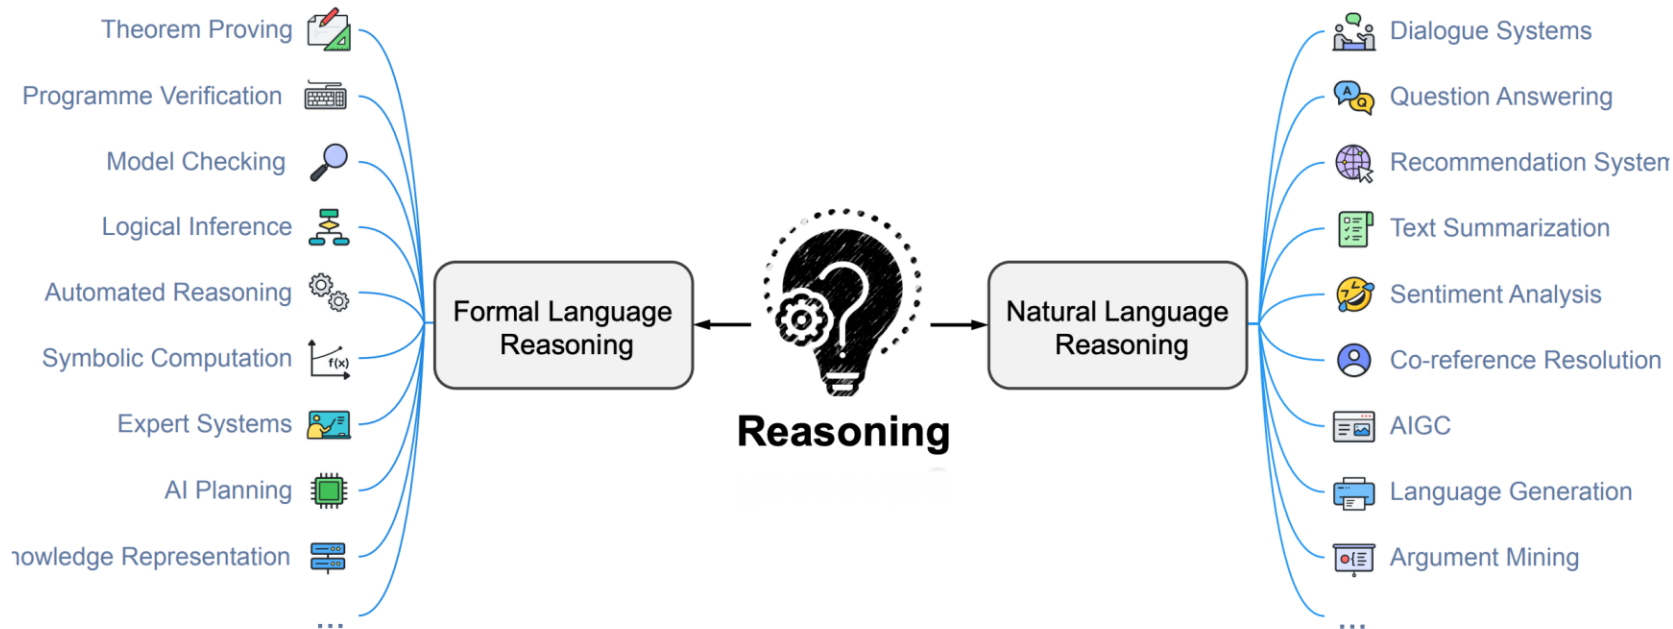 Theorem Proving
Programme Verification
Model Checking
Logical Inference
Automated Reasoning
Symbolic Computation
f(x)
Expert Systems
AI Planning
nowledge Representation
...
Formal Language
Reasoning
Reasoning
Natural Language
Reasoning
Dialogue Systems
A
Q
Question Answering
Recommendation System
Text Summarization
Sentiment Analysis
Co-reference Resolution
AIGC
Language Generation
Argument Mining
...